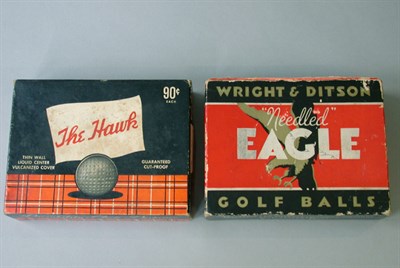 90¢
EACH
The Hawk
THIN WALL
LIQUID CENTER
VULCANIZED COVER
GUARANTEED
CUT-PROOF
WRIGHT & DITSON
"Needled"
EAGLE
GOLF BALLS